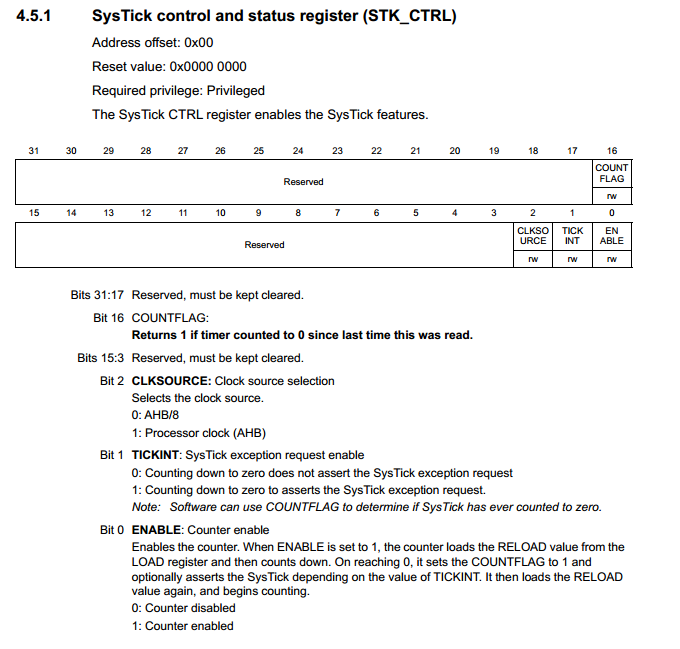 4.5.1 SysTick control and status register (STK_CTRL)
Address offset: 0x00
Reset value: 0x0000 0000
Required privilege: Privileged
The SysTick CTRL register enables the SysTick features.
31 30 29 28 27 26 25 24 23 22 21 20 19 18 17 16
Reserved
COUNT
FLAG
rw
15 14 13 12 11 10 9 8 7 6 5 4 3 2 1 0
Reserved
CLKSO TICK EN
URCE INT ABLE
rw rw rw
Bits 31:17 Reserved, must be kept cleared.
Bit 16 COUNTFLAG:
Returns 1 if timer counted to 0 since last time this was read.
Bits 15:3 Reserved, must be kept cleared.
Bit 2 CLKSOURCE: Clock source selection
Selects the clock source.
0: AHB/8
1: Processor clock (AHB)
Bit 1 TICKINT: SysTick exception request enable
0: Counting down to zero does not assert the SysTick exception request
1: Counting down to zero to asserts the SysTick exception request.
Note: Software can use COUNTFLAG to determine if SysTick has ever counted to zero.
Bit 0 ENABLE: Counter enable
Enables the counter. When ENABLE is set to 1, the counter loads the RELOAD value from the
LOAD register and then counts down. On reaching 0, it sets the COUNTFLAG to 1 and
optionally asserts the SysTick depending on the value of TICKINT. It then loads the RELOAD
value again, and begins counting.
0: Counter disabled
1: Counter enabled